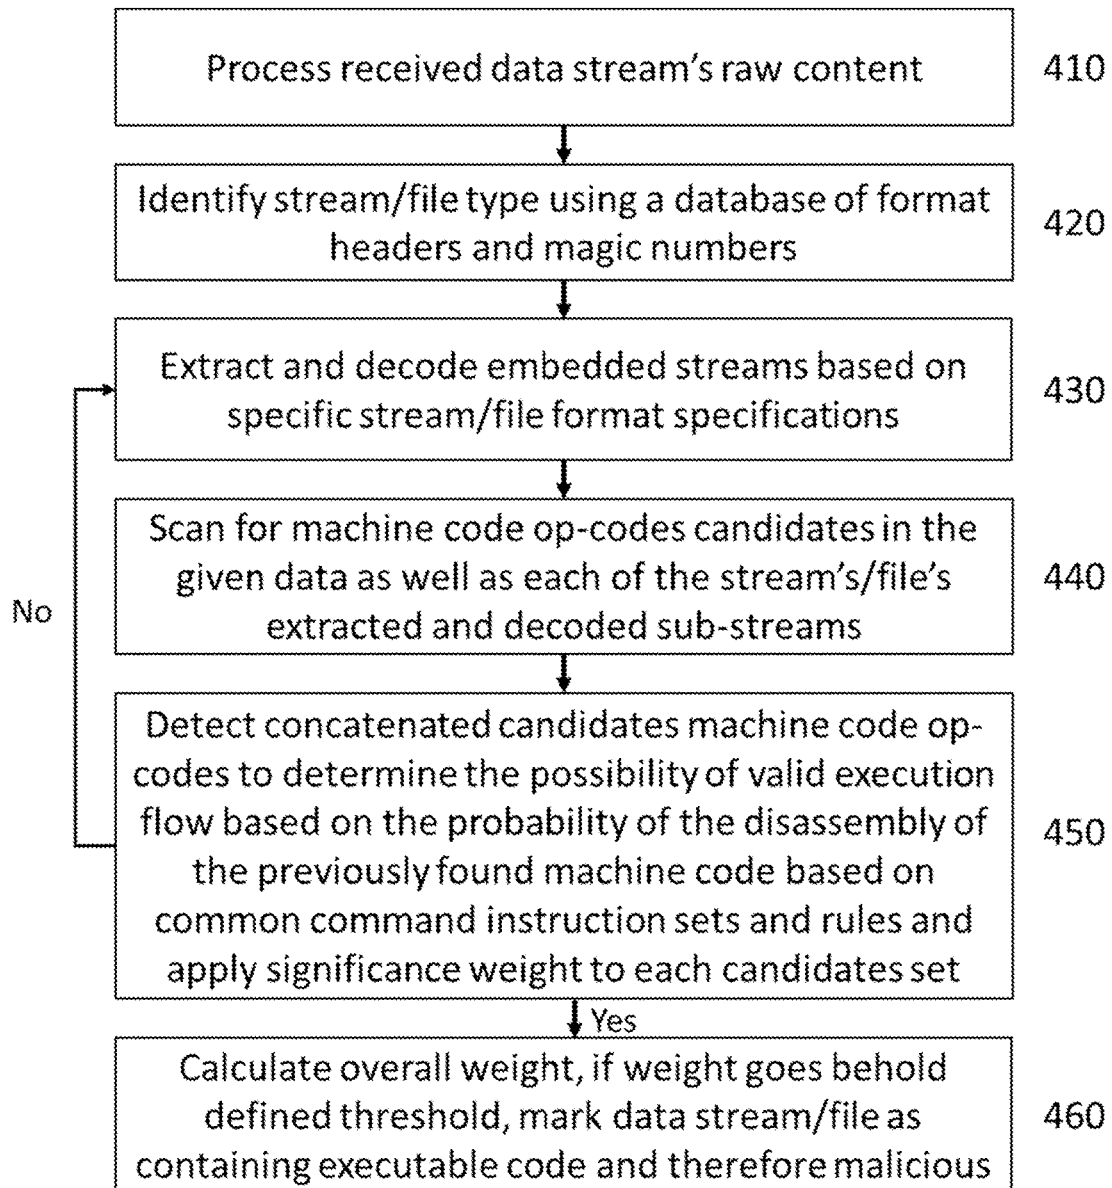 Process received data stream's raw content
410
Identify stream/file type using a database of format
headers and magic numbers
420
Extract and decode embedded streams based on
specific stream/file format specifications
430
Scan for machine code op-codes candidates in the
given data as well as each of the stream's/file's
extracted and decoded sub-streams
440
No
Detect concatenated candidates machine code op-
codes to determine the possibility of valid execution
flow based on the probability of the disassembly of
the previously found machine code based on
common command instruction sets and rules and
apply significance weight to each candidates set
450
Yes
Calculate overall weight, if weight goes behold
defined threshold, mark data stream/file as
containing executable code and therefore malicious
460